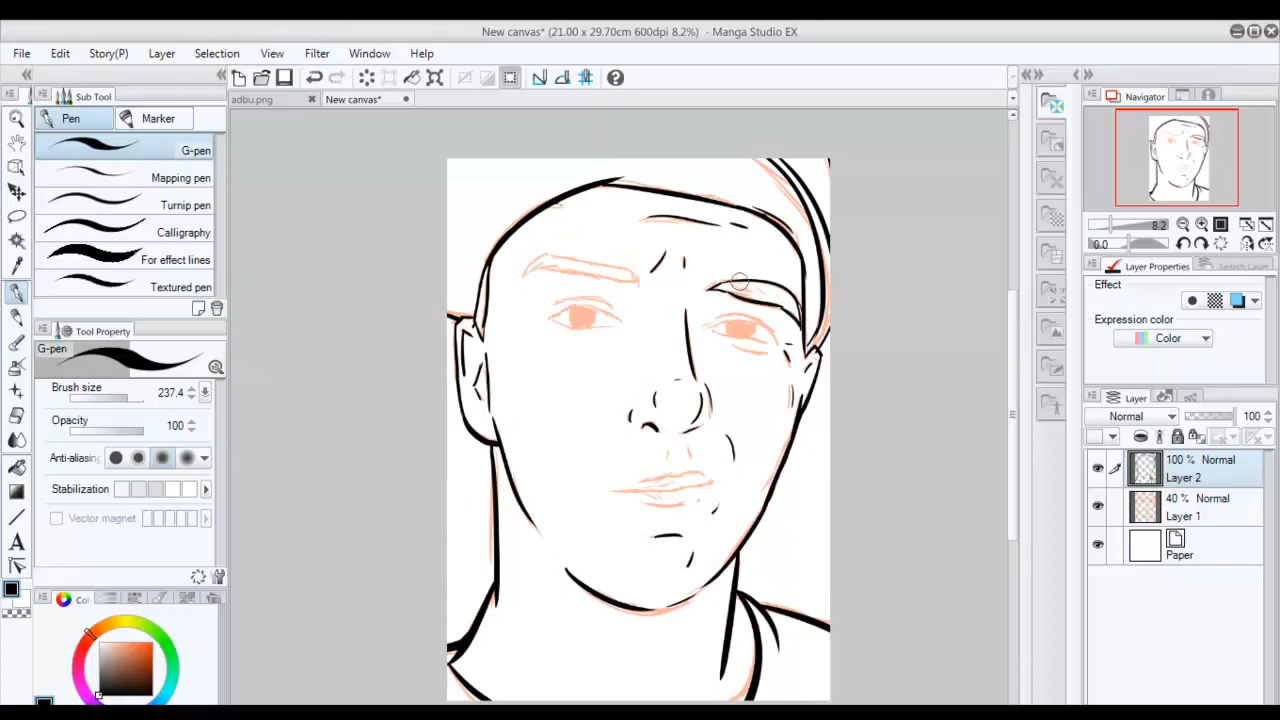 New canvas* (21.00 x 29.70cm 600dpi 8.2%) - Manga Studio EX
File Edit Story(P) Layer Selection View Filter Window Help
Sub Tool
adbu.png
New canvas*
Navigator
Pen
Marker
G-pen
Mapping pen
Turnip pen
Calligraphy
For effect lines
Textured pen
8.2
0.0
Layer Properties
Search Layer
Effect
Expression color
Color
Tool Property
G-pen
Brush size
237.4
Opacity
100
Anti-aliasing
Stabilization
Vector magnet
Layer
Normal
100
100 % Normal
Layer 2
40 % Normal
Layer 1
Paper
Co